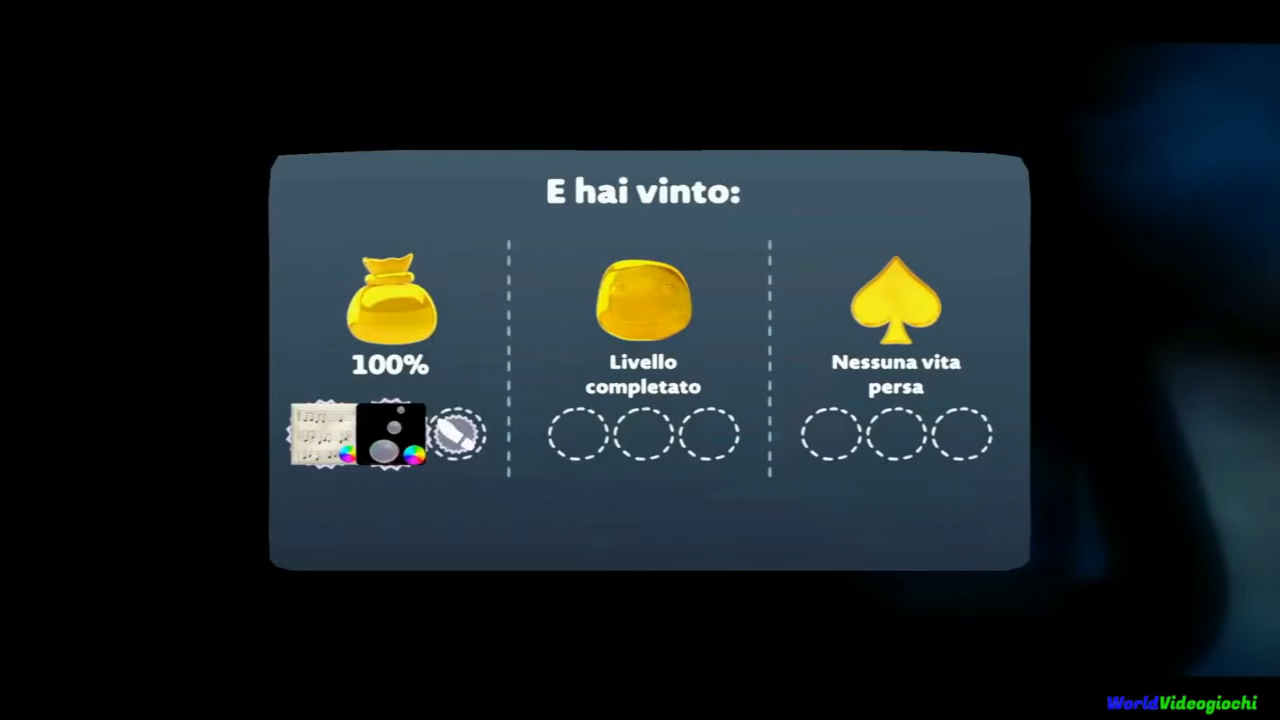 E hai vinto:
100%
Livello
completato
Nessuna vita
persa
WorldVideogiochi